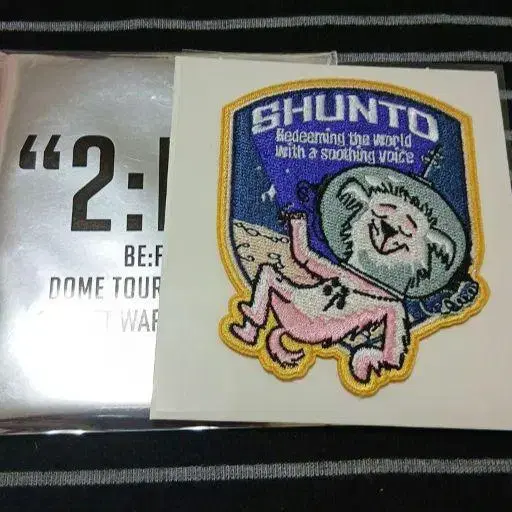 “2:
BE:F
DOME TOUR
WAR
SHUNTO
Redeeming the world
with a soothing voice